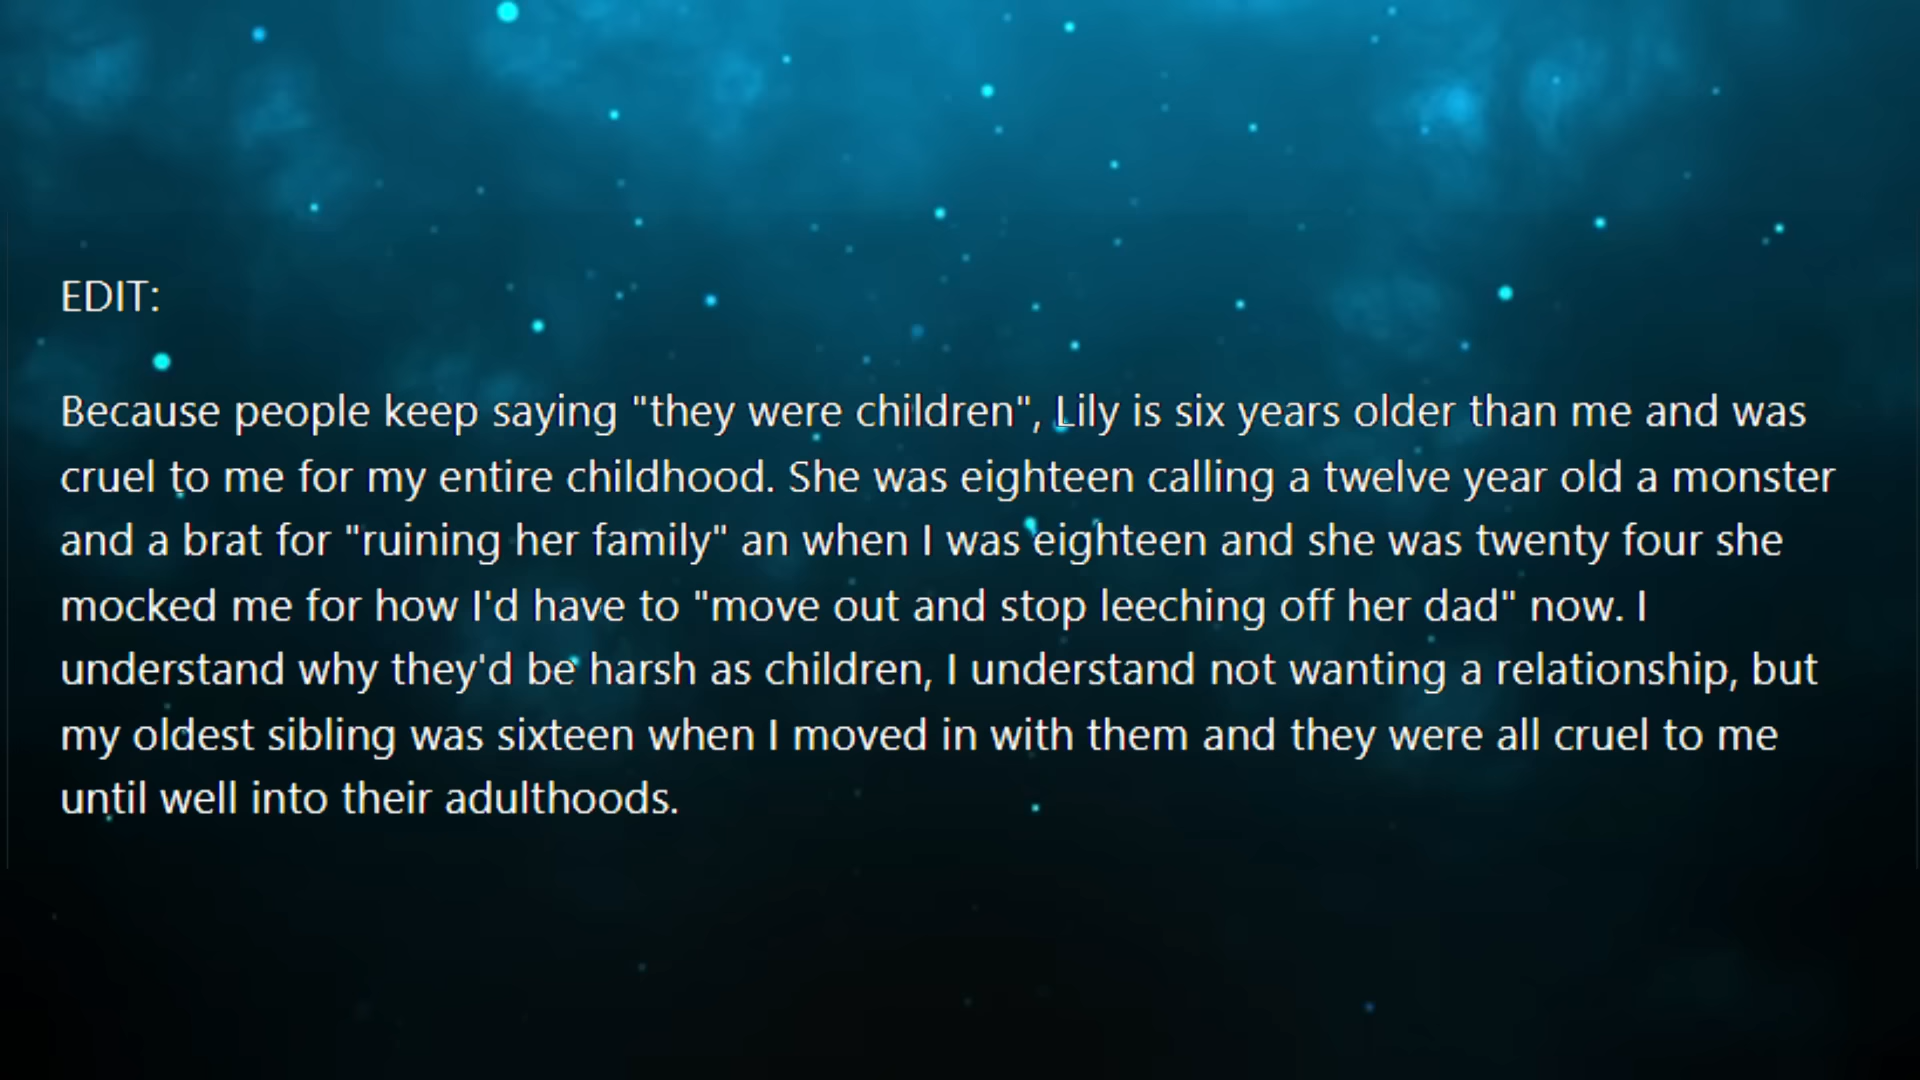 EDIT:
Because people keep saying "they were children", Lily is six years older than me and was
cruel to me for my entire childhood. She was eighteen calling a twelve year old a monster
and a brat for "ruining her family" an when I was eighteen and she was twenty four she
mocked me for how I'd have to "move out and stop leeching off her dad" now. I
understand why they'd be harsh as children, I understand not wanting a relationship, but
my oldest sibling was sixteen when I moved in with them and they were all cruel to me
until well into their adulthoods.